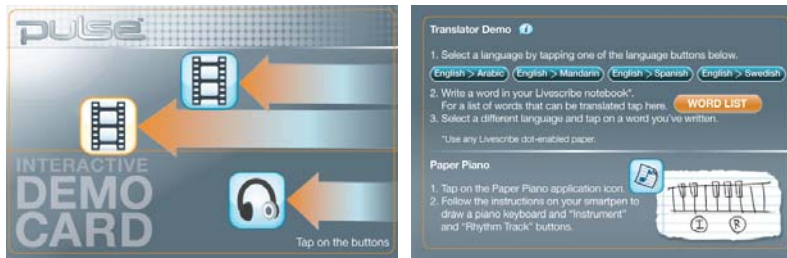 pulse
INTERACTIVE
DEMO
CARD
Tap on the buttons
Translator Demo i
1. Select a language by tapping one of the language buttons below.
English > Arabic English > Mandarin English > Spanish English > Swedish
2. Write a word in your Livescribe notebook*.
For a list of words that can be translated tap here. WORD LIST
3. Select a different language and tap on a word you've written.
*Use any Livescribe dot-enabled paper.
Paper Piano
1. Tap on the Paper Piano application icon.
2. Follow the instructions on your smartpen to
draw a piano keyboard and "Instrument"
and "Rhythm Track" buttons.
I R